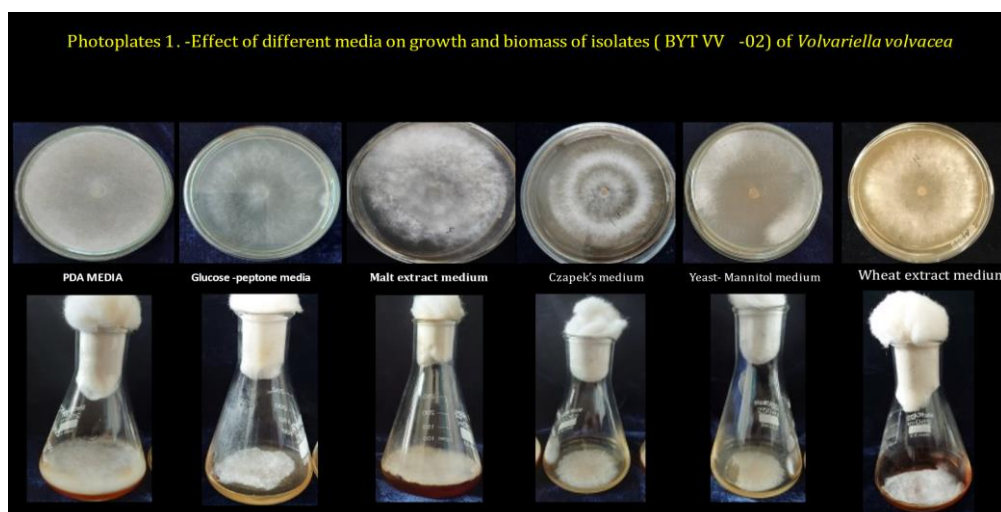 Photoplates 1. -Effect of different media on growth and biomass of isolates ( BYT VV -02) of Volvariella volvacea
PDA MEDIA
Glucose -peptone media
Malt extract medium
Czapek's medium
Yeast- Mannitol medium
Wheat extract medium